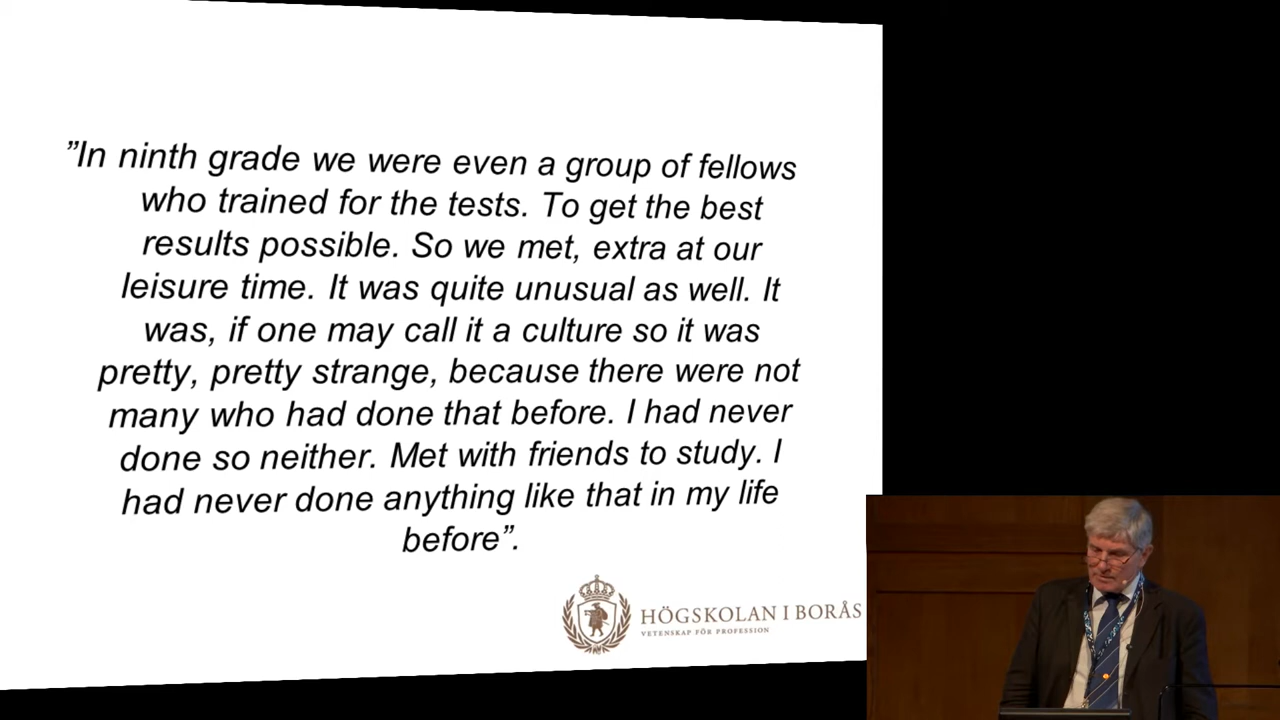 ”In ninth grade we were even a group of fellows
who trained for the tests. To get the best
results possible. So we met, extra at our
leisure time. It was quite unusual as well. It
was, if one may call it a culture so it was
pretty, pretty strange, because there were not
many who had done that before. I had never
done so neither. Met with friends to study. I
had never done anything like that in my life
before”.
HÖGSKOLAN I BORÅS
VETENSKAP FÖR PROFESSION